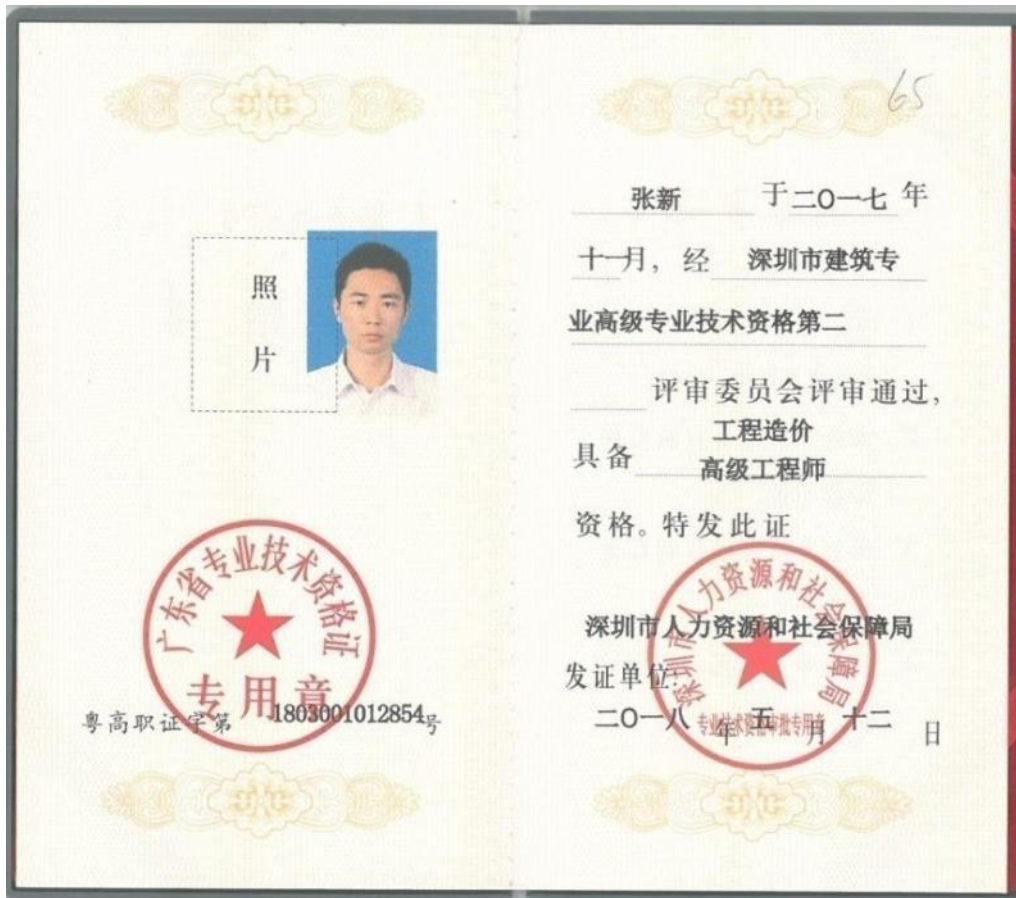 照
片
广东省专业技术资格证
专用章
粤高职证字第1803001012854号
65
张新 于二〇一七年
十一月，经 深圳市建筑专
业高级专业技术资格第二
评审委员会评审通过，
工程造价
具备
高级工程师
资格。特发此证
深圳市人力资源和社会保障局
深圳市人力资源和社会保障局
发证单位:
二〇一八年五月十二日
专业技术资格审批专用章